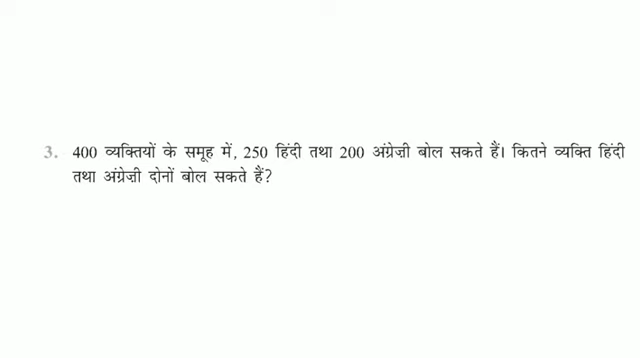 3. 400 व्यक्तियों के समूह में, 250 हिंदी तथा 200 अंग्रेज़ी बोल सकते हैं। कितने व्यक्ति हिंदी
तथा अंग्रेज़ी दोनों बोल सकते हैं?